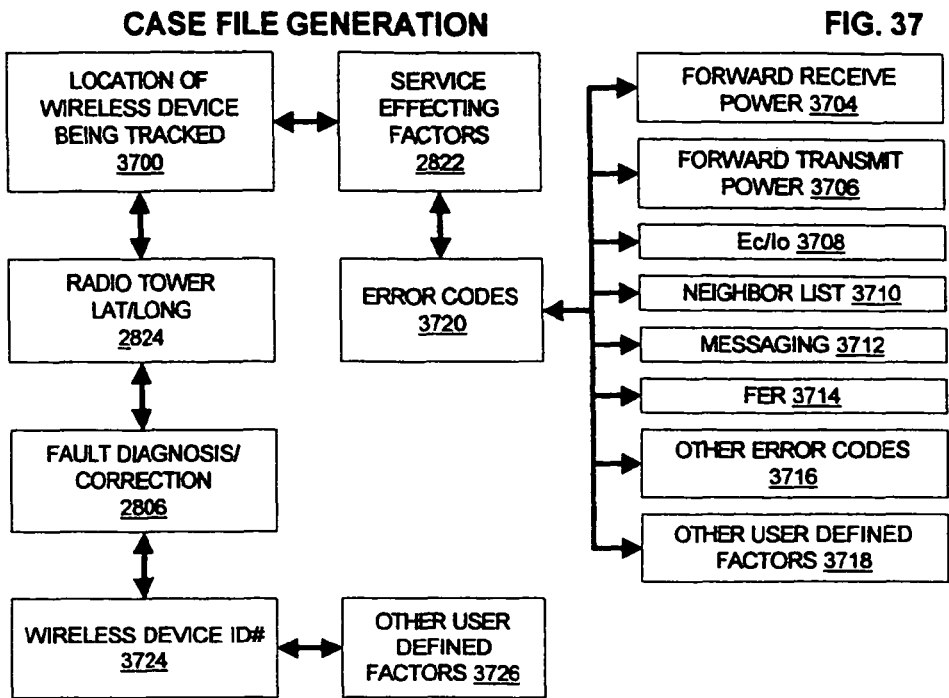 CASE FILE GENERATION
FIG. 37
LOCATION OF
WIRELESS DEVICE
BEING TRACKED
3700
SERVICE
EFFECTING
FACTORS
2822
RADIO TOWER
LAT/LONG
2824
ERROR CODES
3720
FAULT DIAGNOSIS/
CORRECTION
2806
WIRELESS DEVICE ID#
3724
OTHER USER
DEFINED
FACTORS 3726
FORWARD RECEIVE
POWER 3704
FORWARD TRANSMIT
POWER 3706
Ec/Io 3708
NEIGHBOR LIST 3710
MESSAGING 3712
FER 3714
OTHER ERROR CODES
3716
OTHER USER DEFINED
FACTORS 3718